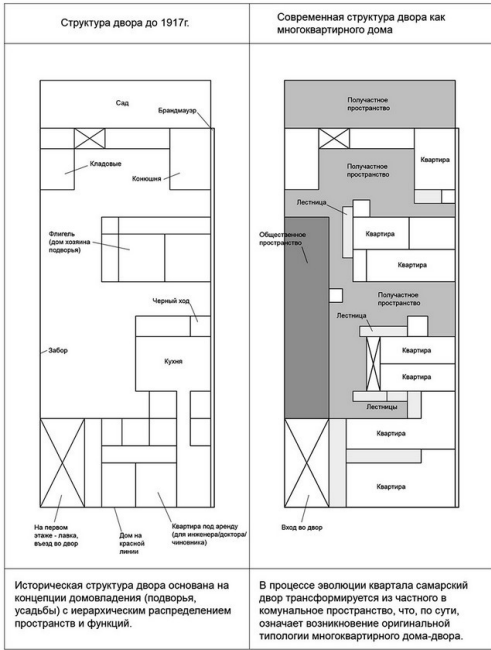 Структура двора до 1917г.
Современная структура двора как
многоквартирного дома
Сад
Брандмауэр
Кладовые
Конюшня
Флигель
(дом хозяина
подворья)
Черный ход
Забор
Кухня
На первом
этаже - лавка,
въезд во двор
Дом на
красной
линии
Квартира под аренду
(для инженера/доктора/
чиновника)
Получастное
пространство
Получастное
пространство
Квартира
Лестница
Общественное
пространство
Квартира
Квартира
Получастное
пространство
Лестница
Квартира
Квартира
Лестницы
Квартира
Квартира
Вход во двор
Историческая структура двора основана на
концепции домовладения (подворья,
усадьбы) с иерархическим распределением
пространств и функций.
В процессе эволюции квартала самарский
двор трансформируется из частного в
комунальное пространство, что, по сути,
означает возникновение оригинальной
типологии многоквартирного дома-двора.